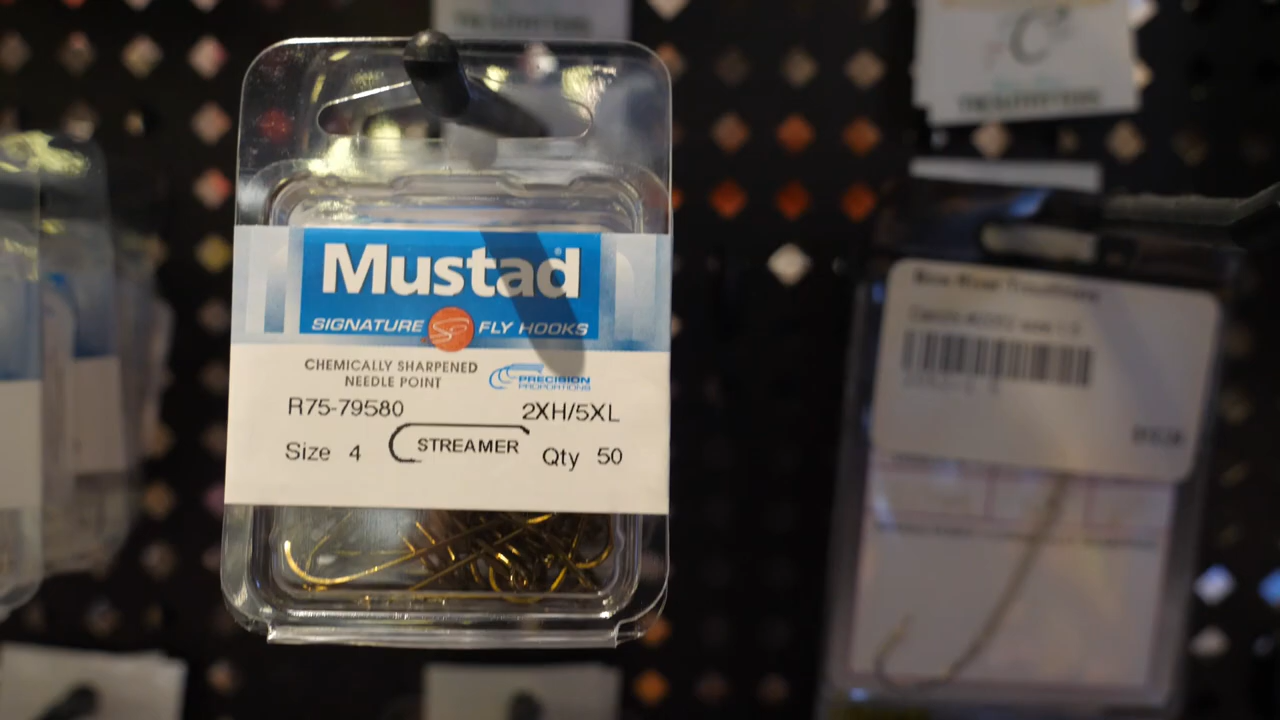 Mustad
SIGNATURE FLY HOOKS
CHEMICALLY SHARPENED
NEEDLE POINT
PRECISION
PROPORTIONS
R75-79580 2XH/5XL
STREAMER
Size 4 Qty 50